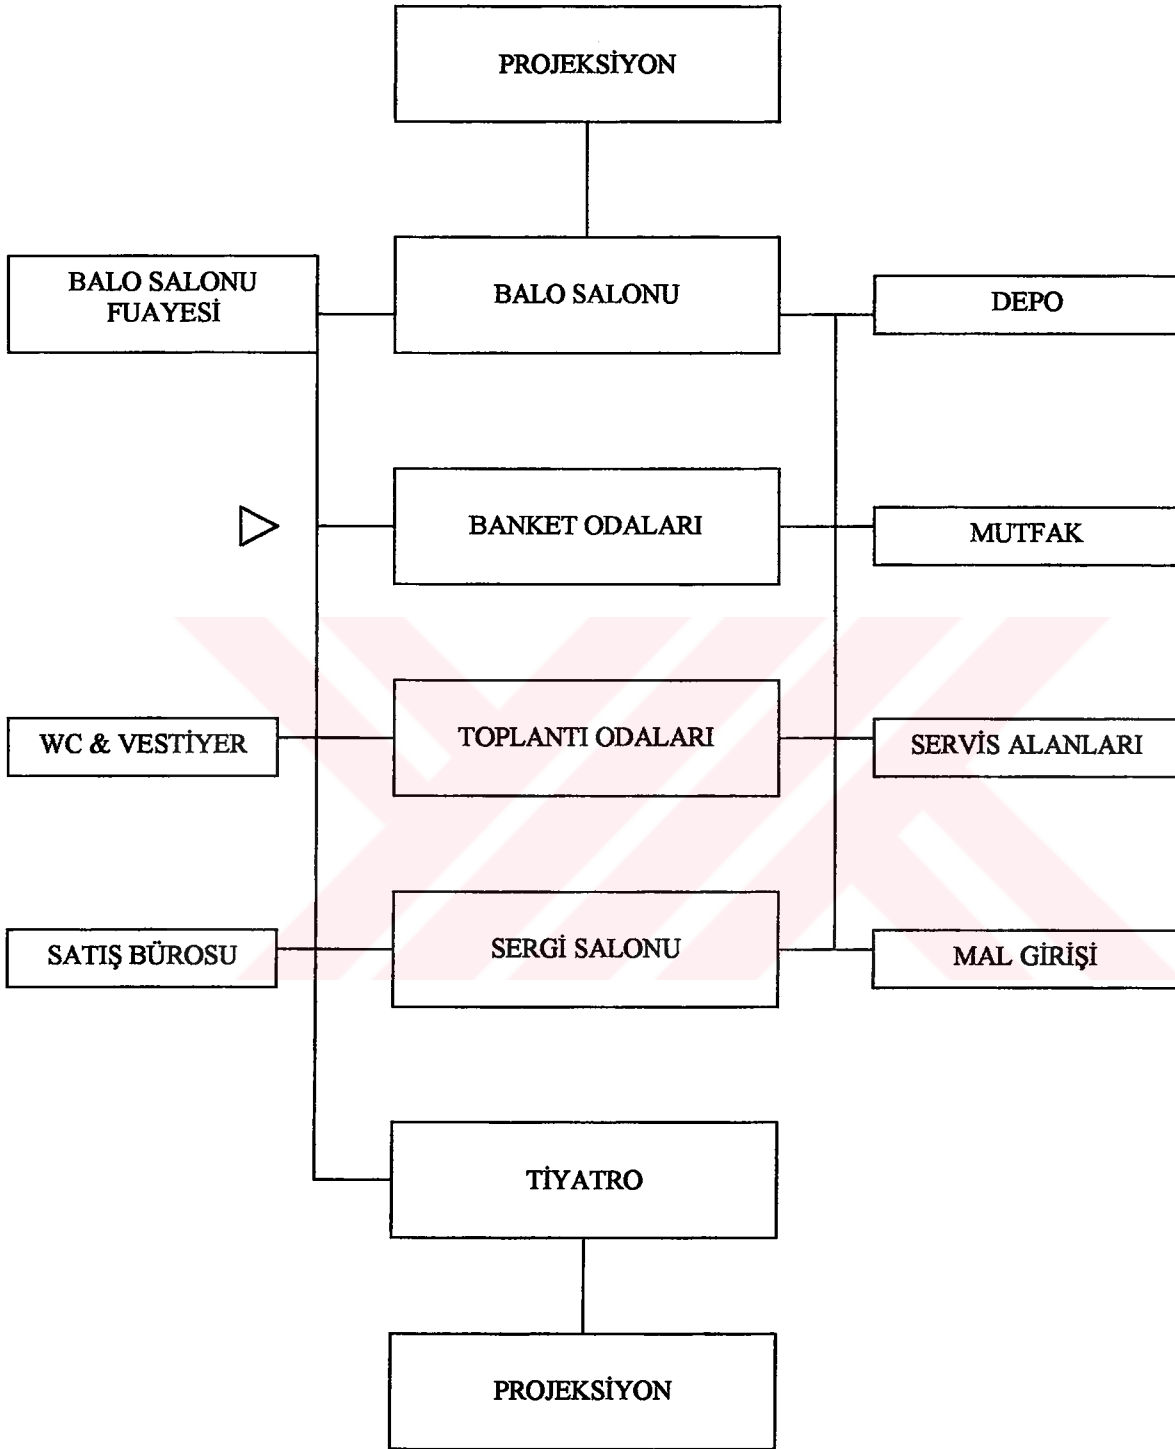 PROJEKSİYON
BALO SALONU
FUAYESİ
BALO SALONU
DEPO
BANKET ODALARI
MUTFAK
WC & VESTİYER
TOPLANTI ODALARI
SERVİS ALANLARI
SATIŞ BÜROSU
SERGİ SALONU
MAL GİRİŞİ
TİYATRO
PROJEKSİYON